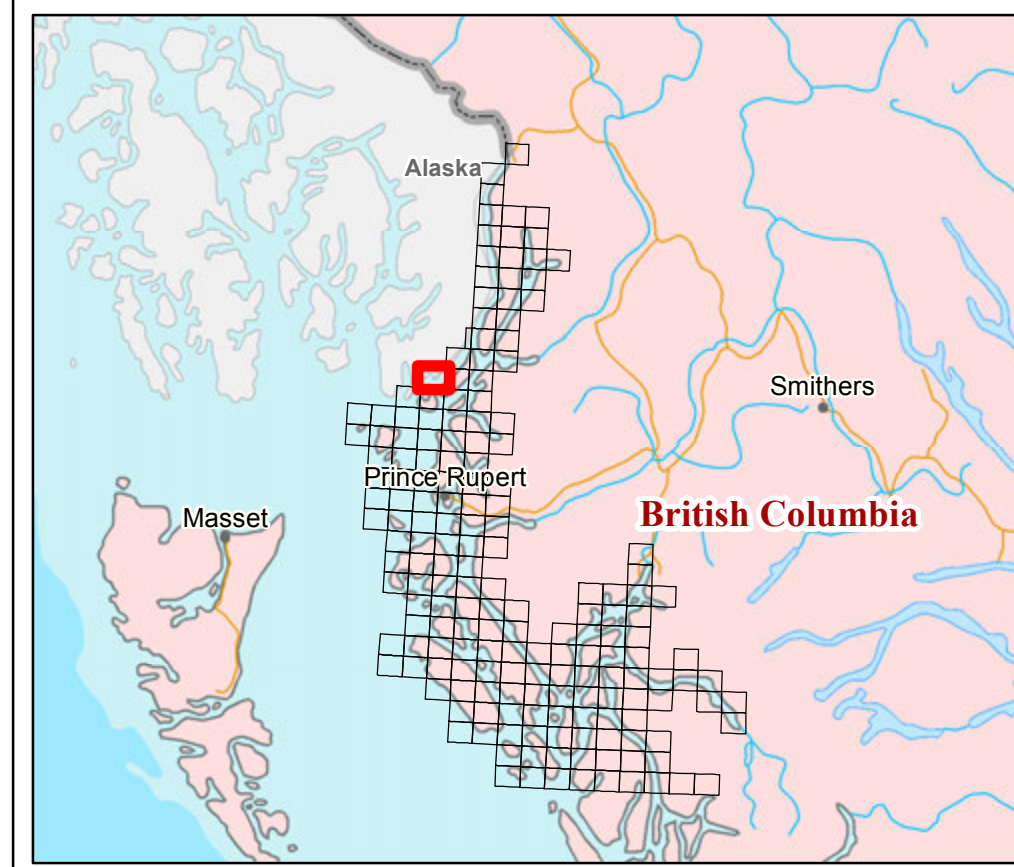 Alaska
Smithers
Prince Rupert
British Columbia
Masset